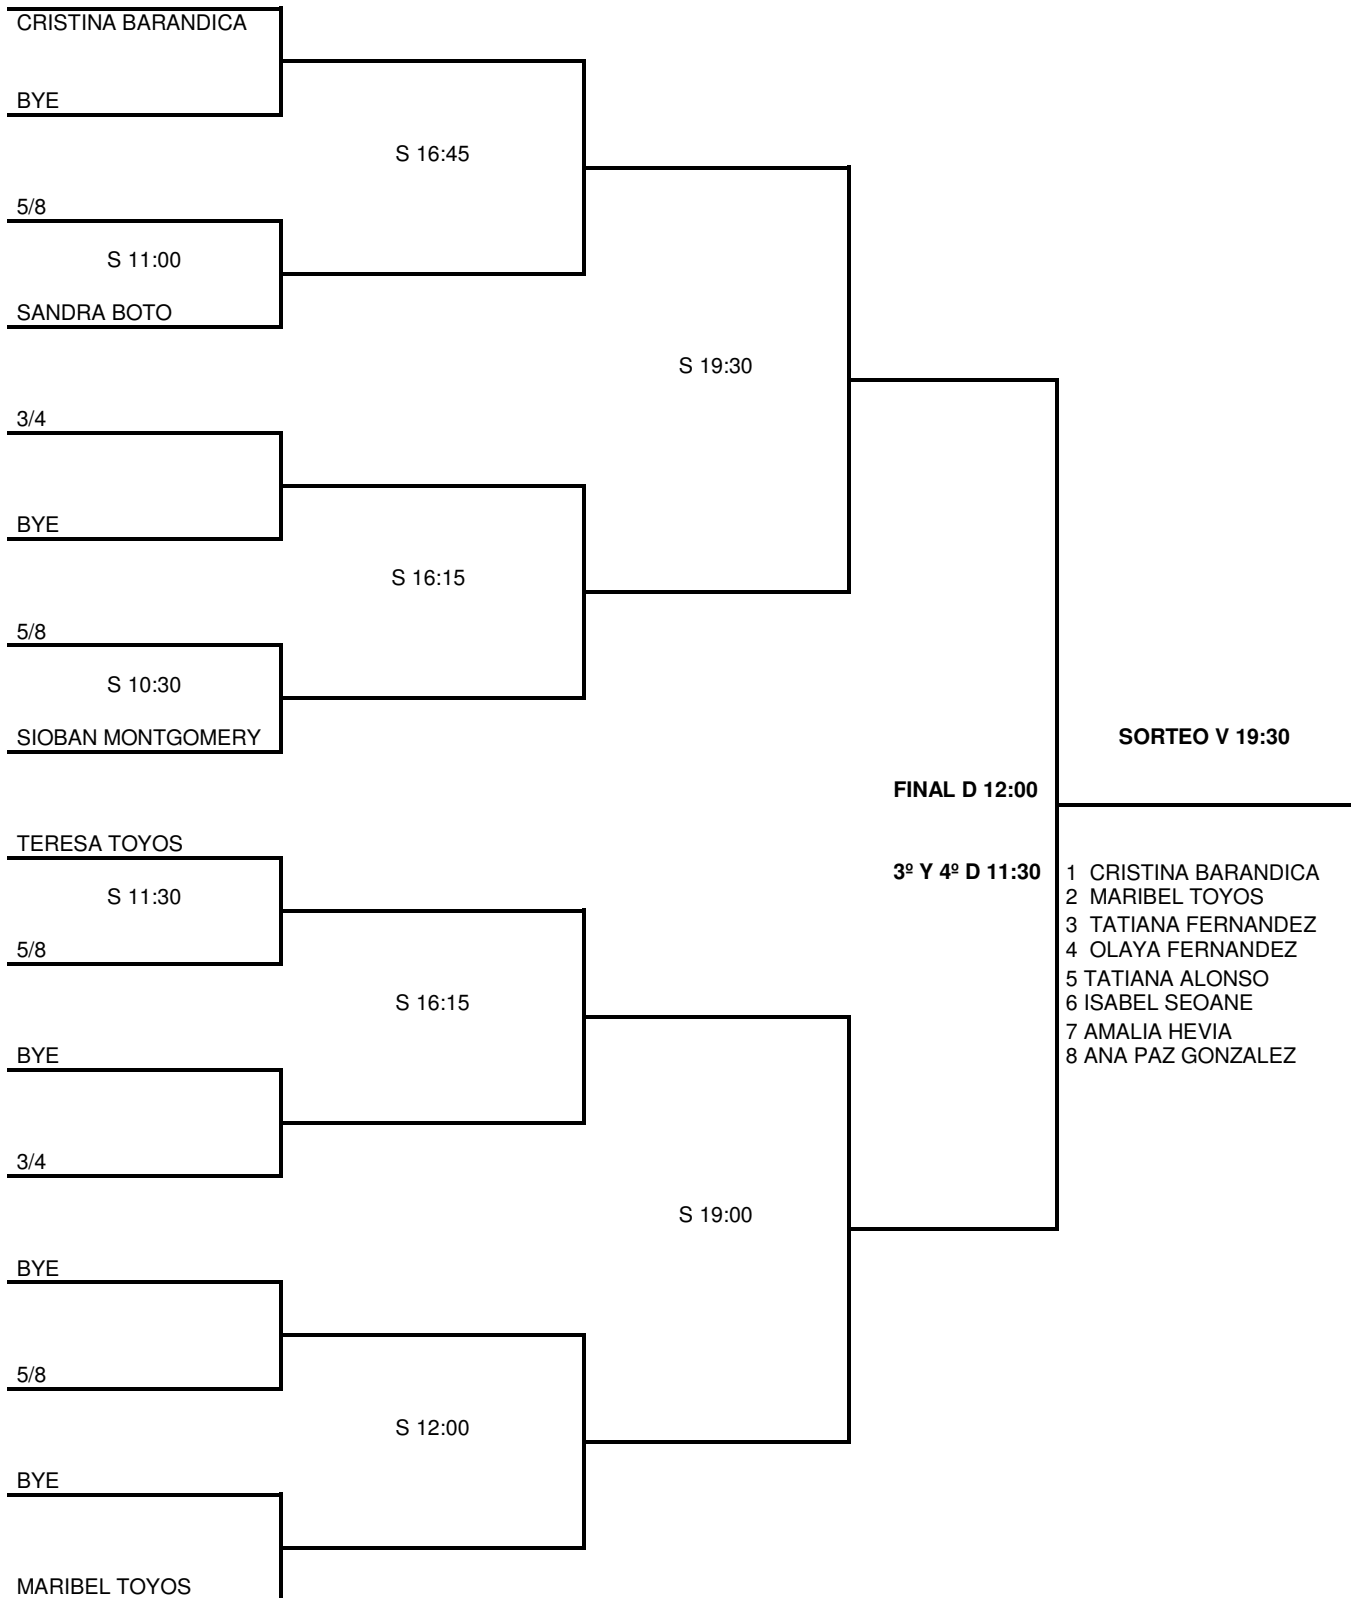 CRISTINA BARANDICA
BYE
S 16:45
5/8
S 11:00
SANDRA BOTO
S 19:30
3/4
BYE
S 16:15
5/8
S 10:30
SIOBAN MONTGOMERY
SORTEO V 19:30
FINAL D 12:00
TERESA TOYOS
3º Y 4º D 11:30
1 CRISTINA BARANDICA
S 11:30
2 MARIBEL TOYOS
3 TATIANA FERNANDEZ
5/8
4 OLAYA FERNANDEZ
5 TATIANA ALONSO
S 16:15
6 ISABEL SEOANE
7 AMALIA HEVIA
BYE
8 ANA PAZ GONZALEZ
3/4
S 19:00
BYE
5/8
S 12:00
BYE
MARIBEL TOYOS